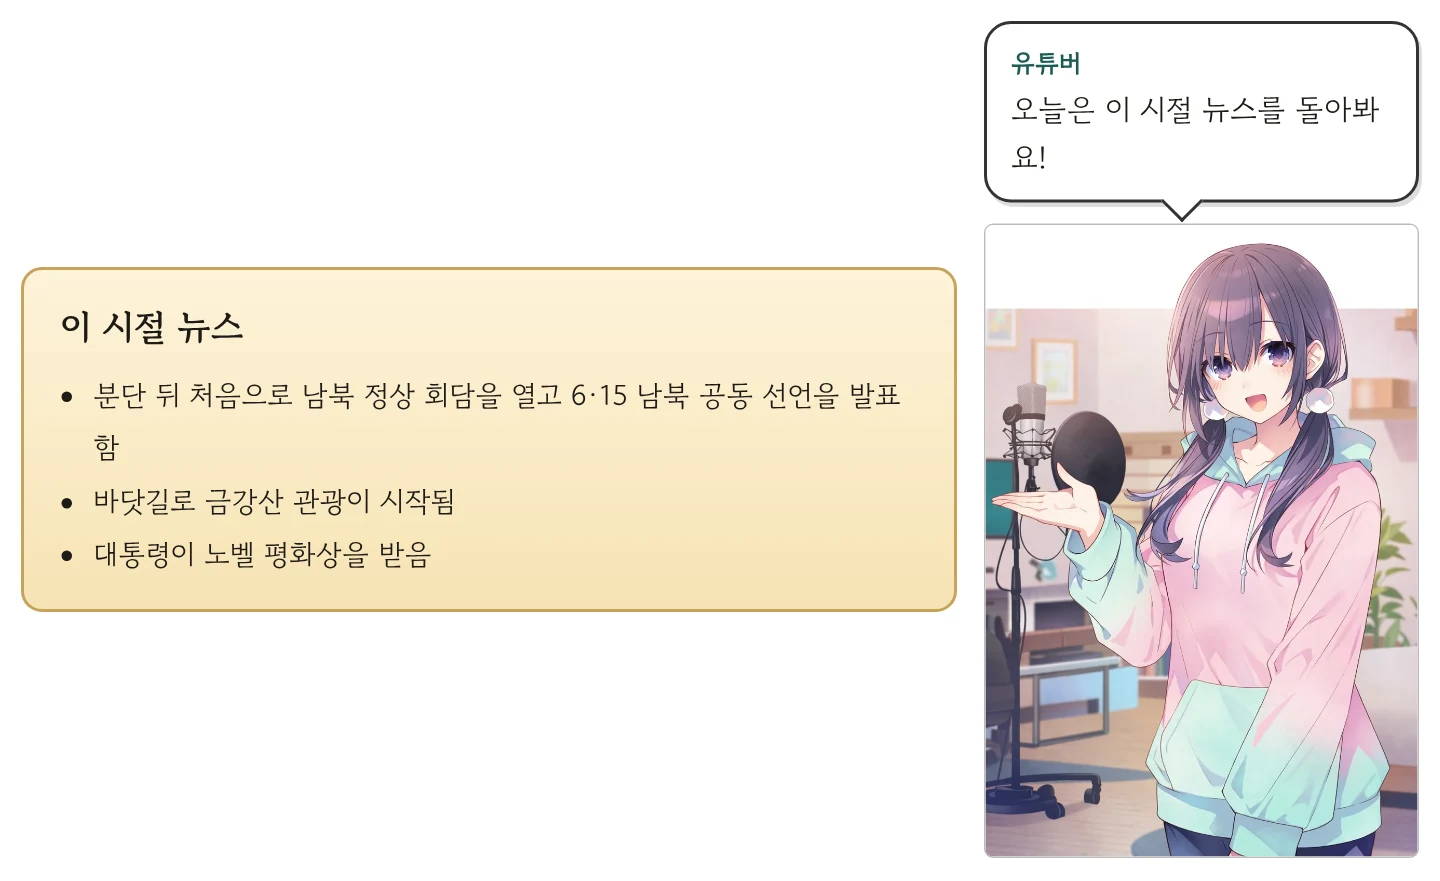 유튜버
오늘은 이 시절 뉴스를 돌아봐
요!
이 시절 뉴스
• 분단 뒤 처음으로 남북 정상 회담을 열고 6·15 남북 공동 선언을 발표
함
• 바닷길로 금강산 관광이 시작됨
• 대통령이 노벨 평화상을 받음